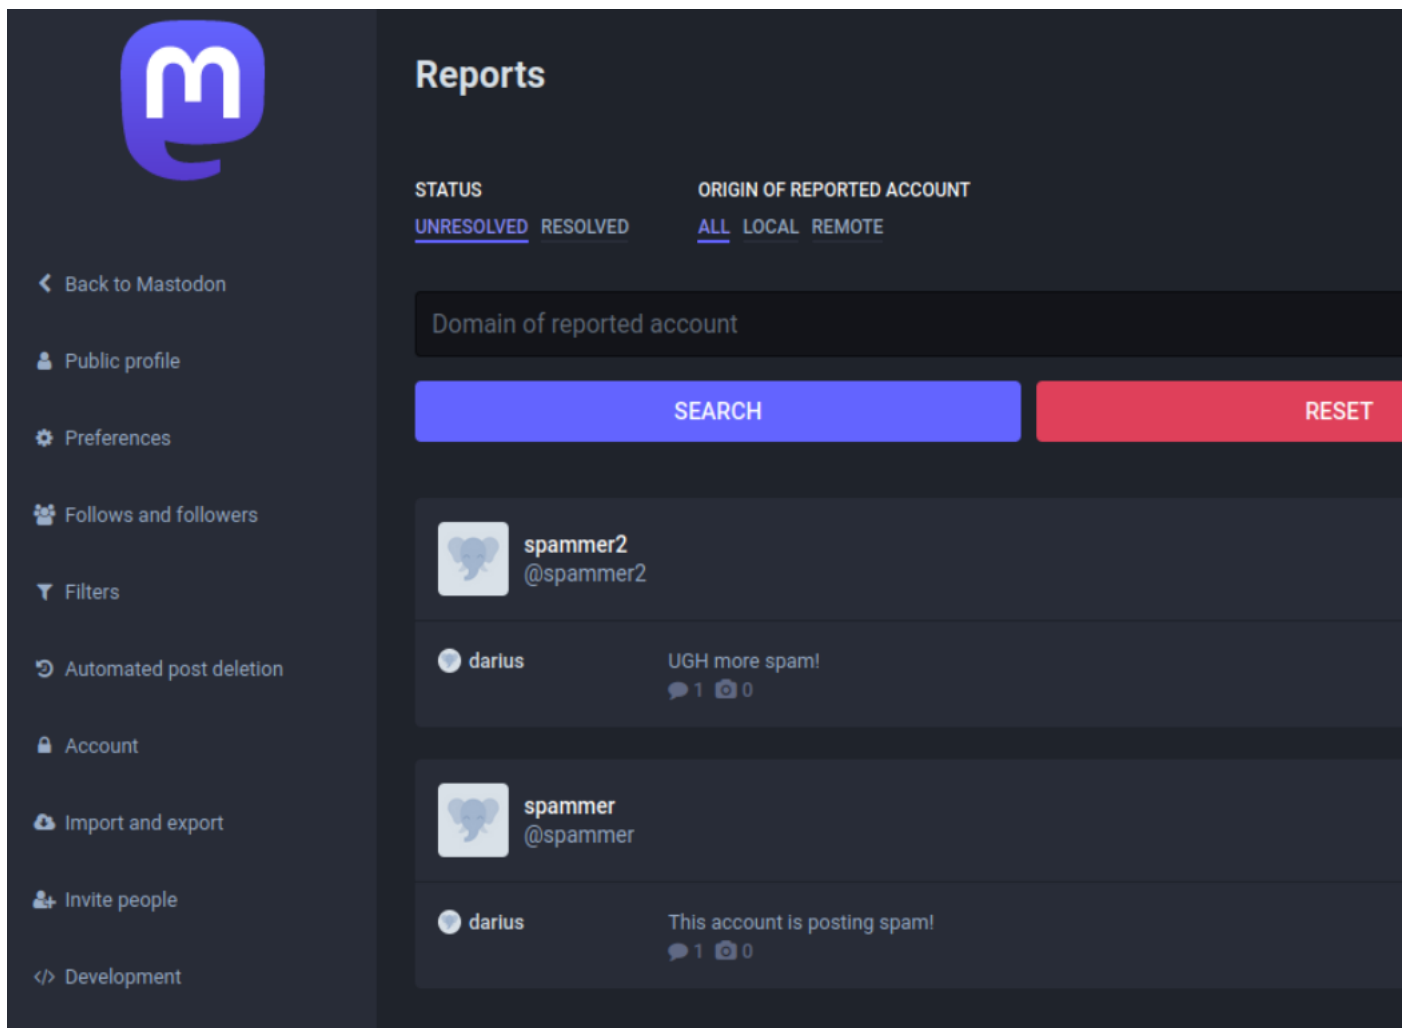 Reports
STATUS
UNRESOLVED RESOLVED
ORIGIN OF REPORTED ACCOUNT
ALL LOCAL REMOTE
Back to Mastodon
Public profile
Preferences
Follows and followers
Filters
Automated post deletion
Account
Import and export
Invite people
Development
Domain of reported account
SEARCH
RESET
spammer2
@spammer2
darius
UGH more spam!
1 0
spammer
@spammer
darius
This account is posting spam!
1 0